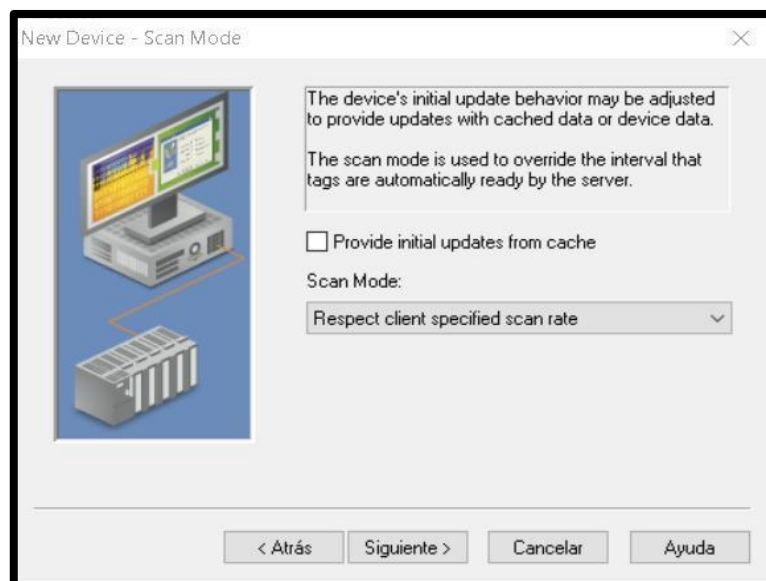 New Device - Scan Mode
The device's initial update behavior may be adjusted
to provide updates with cached data or device data.
The scan mode is used to override the interval that
tags are automatically ready by the server.
Provide initial updates from cache
Scan Mode:
Respect client specified scan rate
< Atrás
Siguiente >
Cancelar
Ayuda